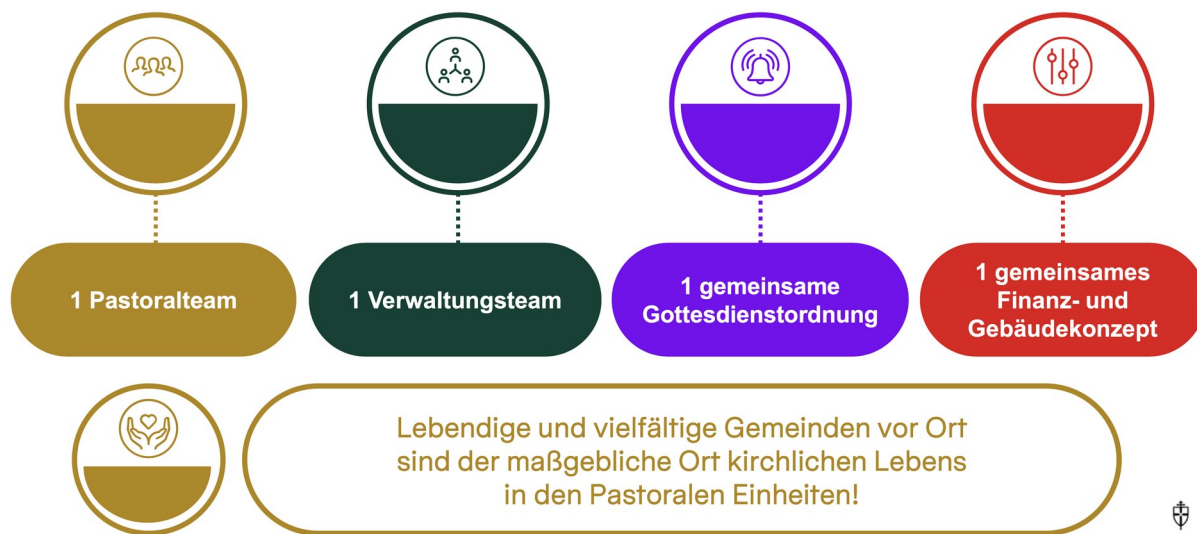 1 Pastoralteam
1 Verwaltungsteam
1 gemeinsame
Gottesdienstordnung
1 gemeinsames
Finanz- und
Gebäudekonzept
Lebendige und vielfältige Gemeinden vor Ort
sind der maßgebliche Ort kirchlichen Lebens
in den Pastoralen Einheiten!